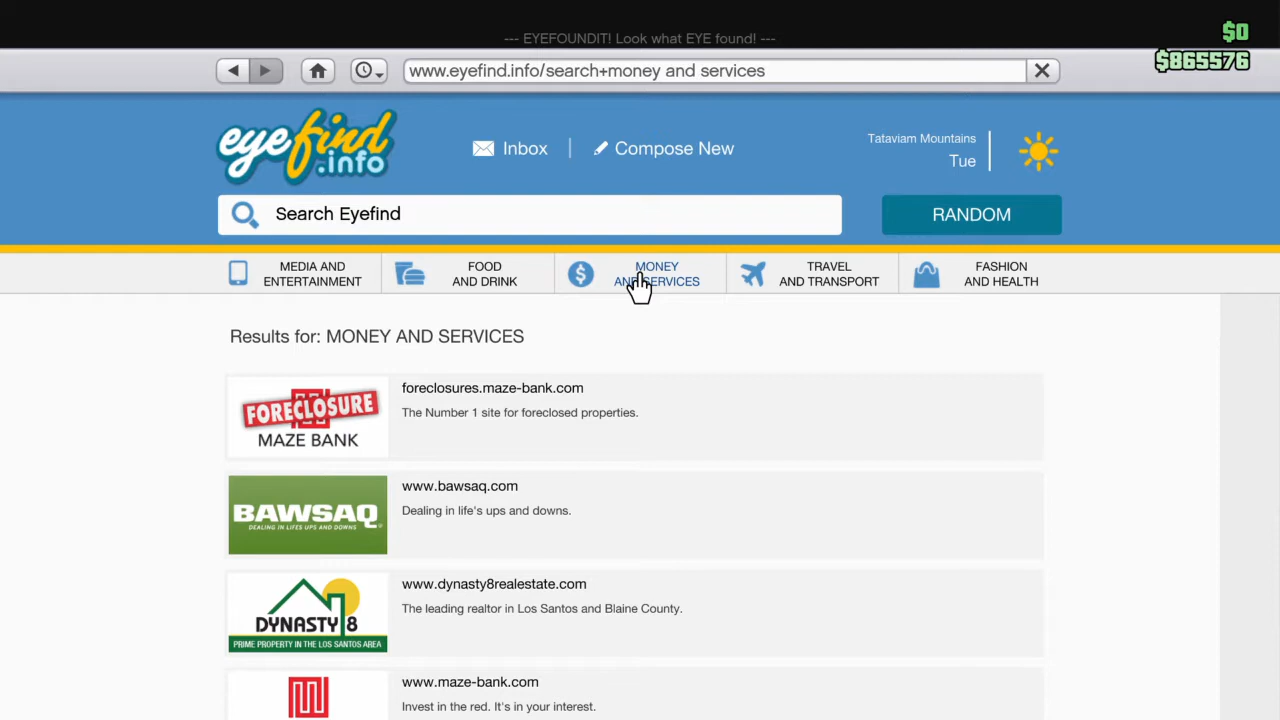 --- EYEFOUNDIT! Look what EYE found! ---
$0
$865576
www.eyefind.info/search+money and services
eyefind
.info
Inbox
Compose New
Tataviam Mountains
Tue
Search Eyefind
RANDOM
MEDIA AND
ENTERTAINMENT
FOOD
AND DRINK
MONEY
AND SERVICES
TRAVEL
AND TRANSPORT
FASHION
AND HEALTH
Results for: MONEY AND SERVICES
FORECLOSURE
MAZE BANK
foreclosures.maze-bank.com
The Number 1 site for foreclosed properties.
BAWSAQ
DEALING IN LIFES UPS AND DOWNS
www.bawsaq.com
Dealing in life's ups and downs.
DYNASTY 8
PRIME PROPERTY IN THE LOS SANTOS AREA
www.dynasty8realestate.com
The leading realtor in Los Santos and Blaine County.
www.maze-bank.com
Invest in the red. It's in your interest.